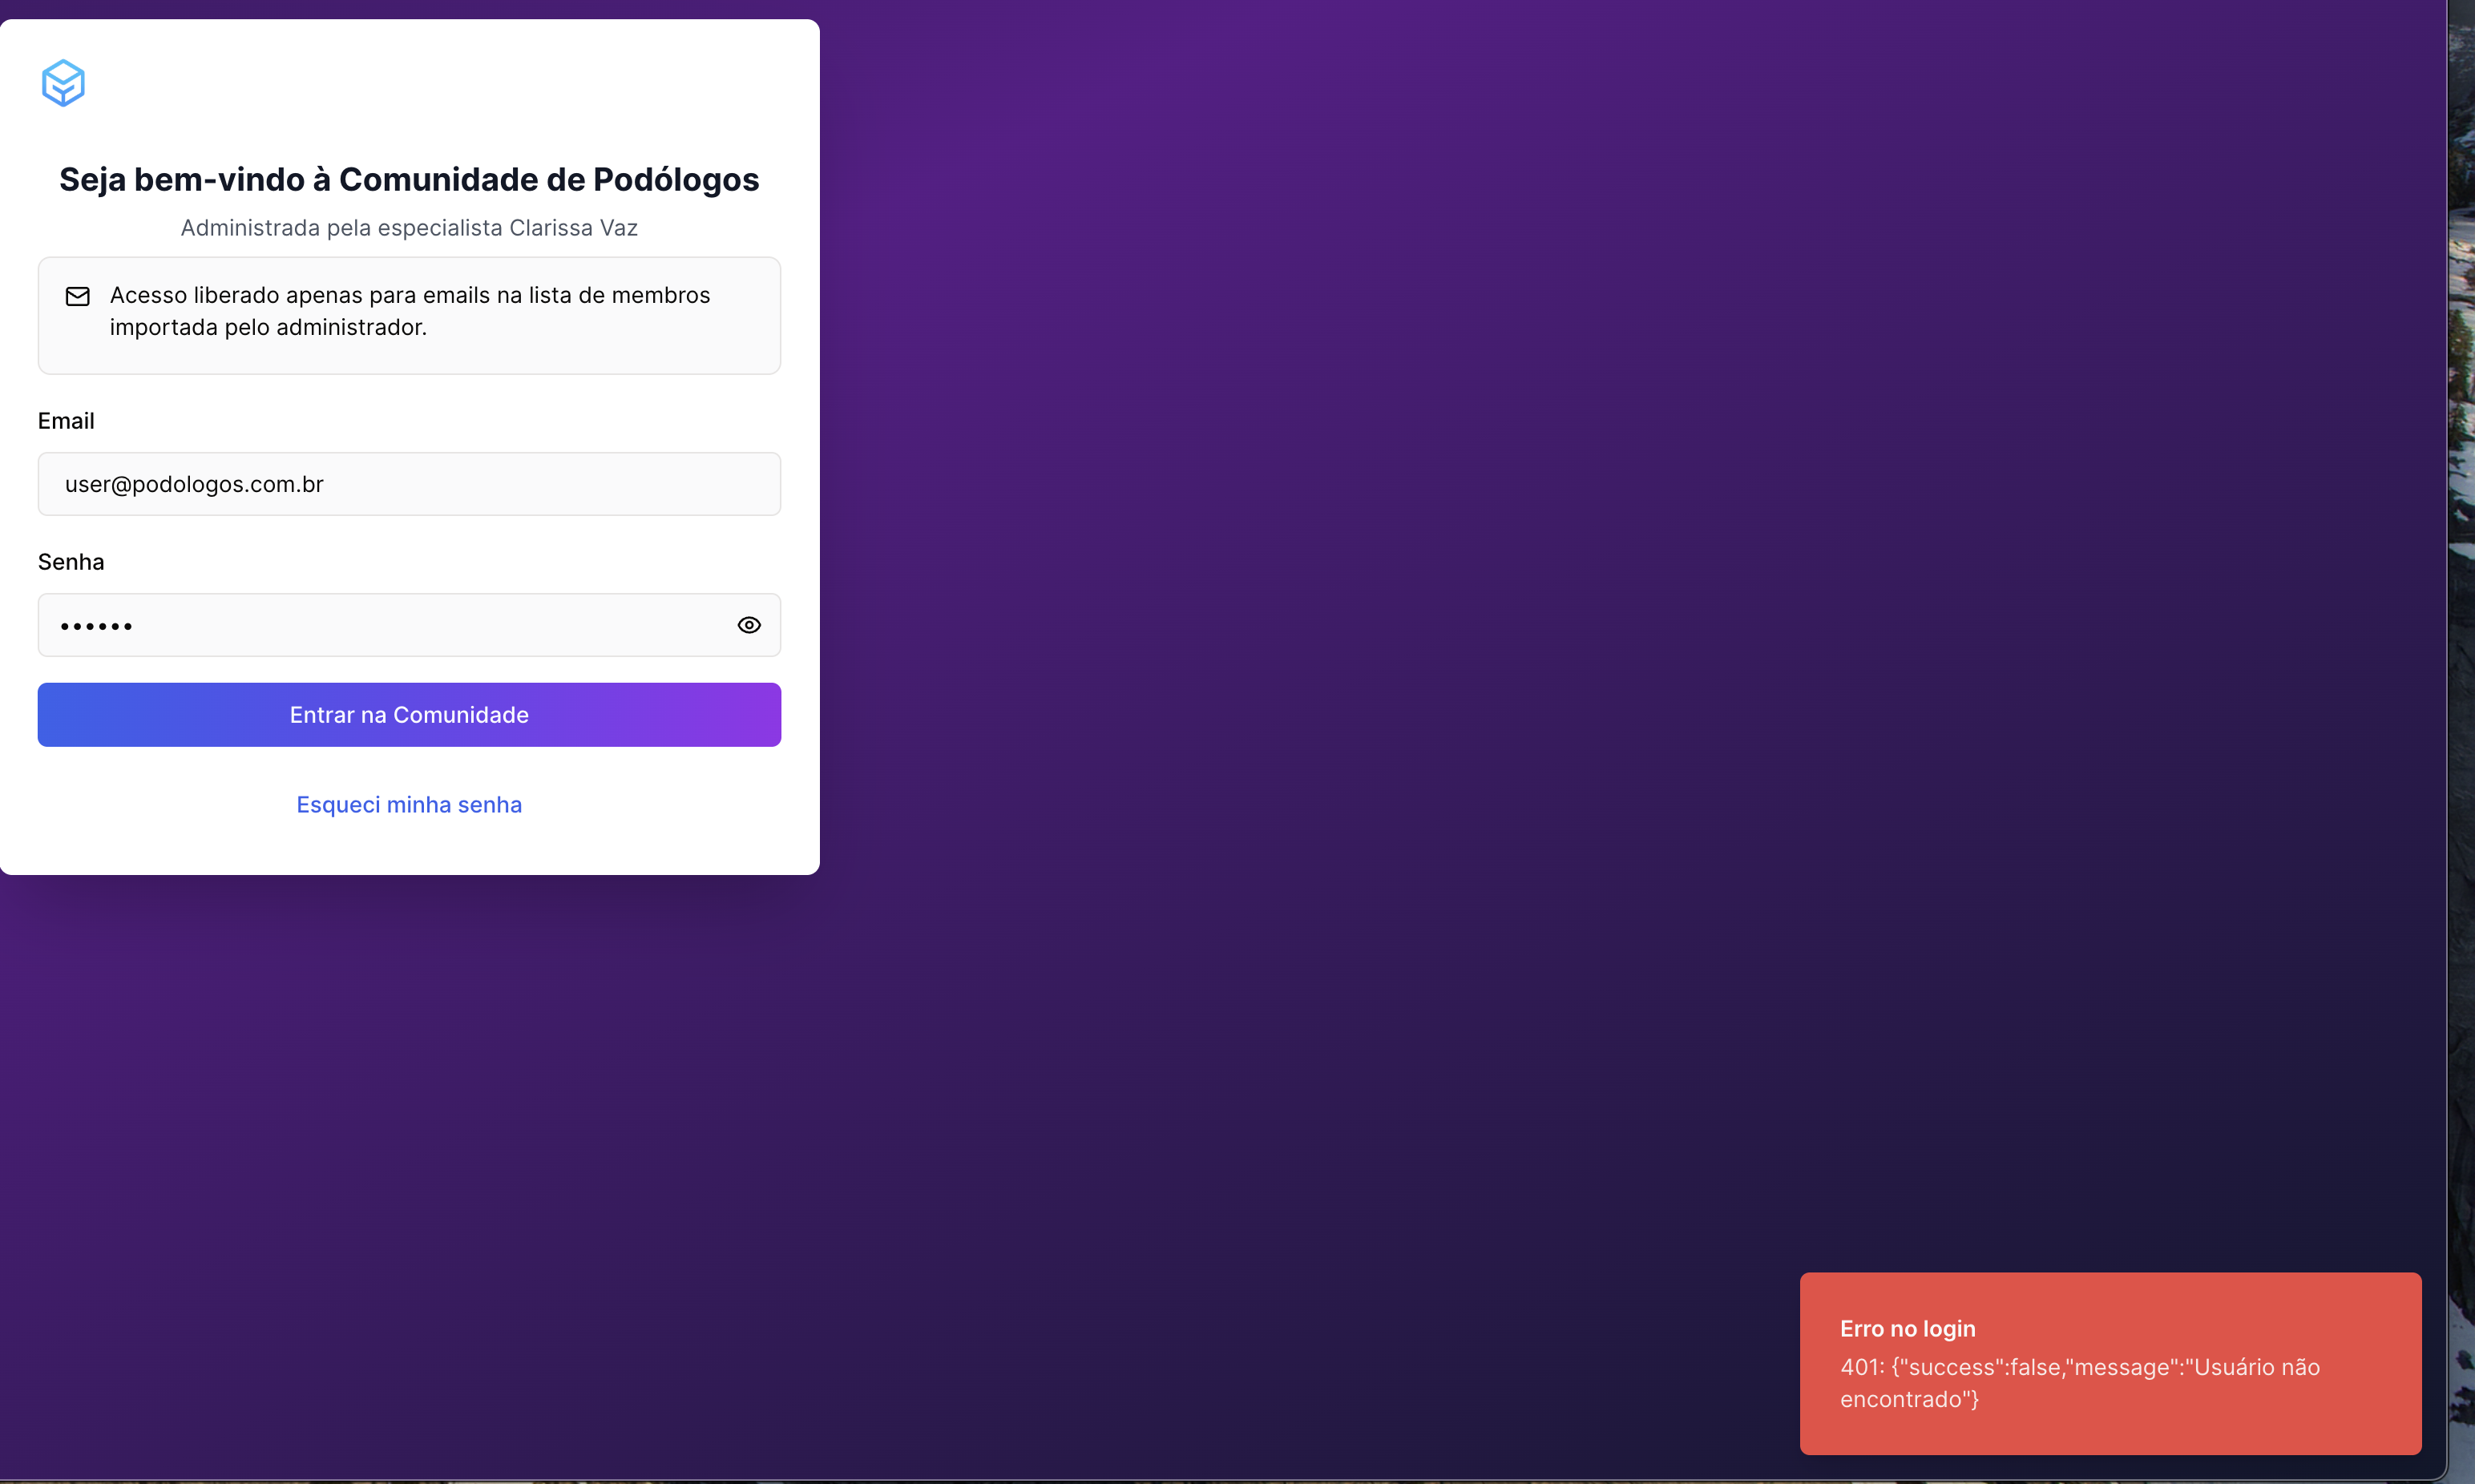 Seja bem-vindo à Comunidade de Podólogos
Administrada pela especialista Clarissa Vaz
Acesso liberado apenas para emails na lista de membros
importada pelo administrador.
Email
user@podologos.com.br
Senha
••••••
Entrar na Comunidade
Esqueci minha senha
Erro no login
401: {"success":false,"message":"Usuário não
encontrado"}